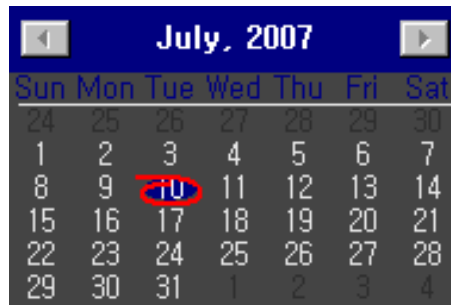 July, 2007
Sun Mon Tue Wed Thu Fri Sat
24 25 26 27 28 29 30
1 2 3 4 5 6 7
8 9 10 11 12 13 14
15 16 17 18 19 20 21
22 23 24 25 26 27 28
29 30 31 1 2 3 4